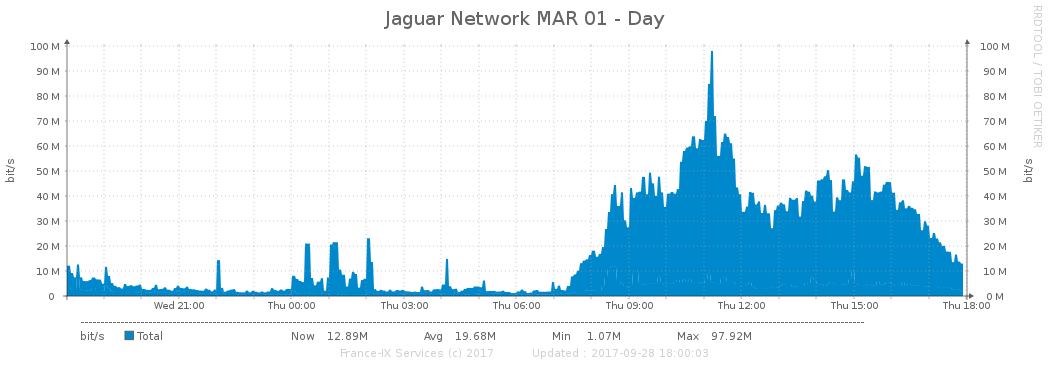 Jaguar Network MAR 01 - Day
RRDTOOL / TOBI OETIKER
bit/s
100 M
90 M
80 M
70 M
60 M
50 M
40 M
30 M
20 M
10 M
0
100 M
90 M
80 M
70 M
60 M
50 M
40 M
30 M
20 M
10 M
0 M
bit/s
Wed 21:00 Thu 00:00 Thu 03:00 Thu 06:00 Thu 09:00 Thu 12:00 Thu 15:00 Thu 18:00
bit/s Total Now 12.89M Avg 19.68M Min 1.07M Max 97.92M
France-IX Services (c) 2017 Updated : 2017-09-28 18:00:03